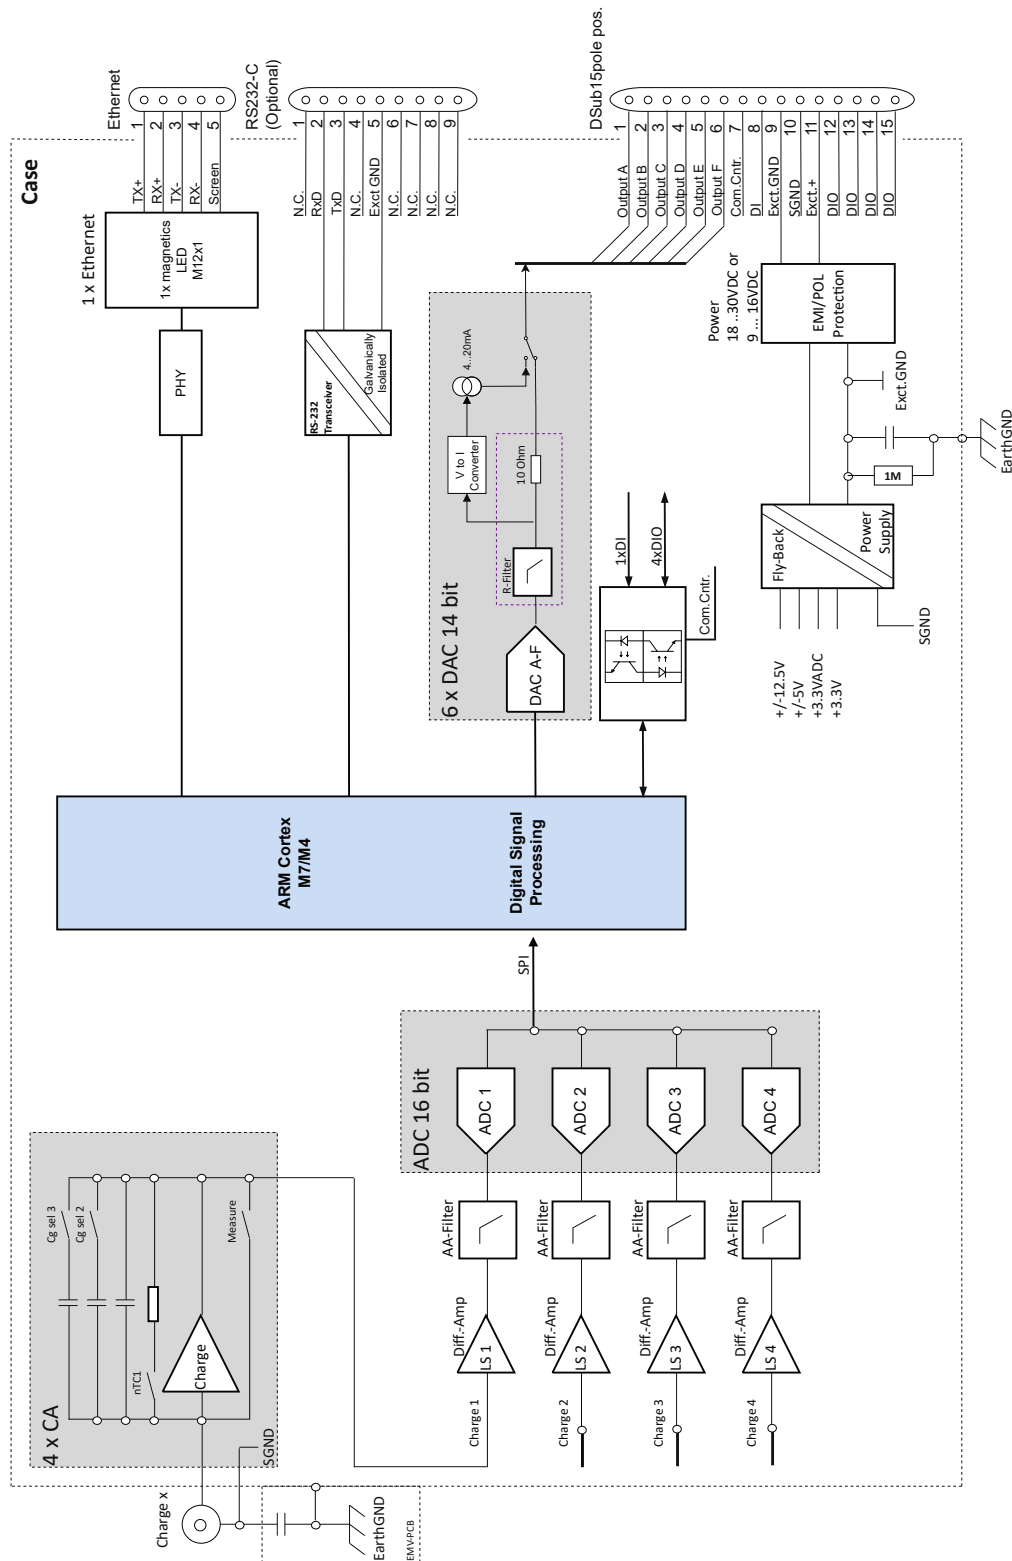 Case
Ethernet
1
2
3
4
5
TX+
RX+
TX-
RX-
Screen
1 x Ethernet
1x magnetics
LED
M12x1
PHY
RS232-C
(Optional)
1
2
3
4
5
6
7
8
9
N.C.
RxD
TxD
N.C.
Exct GND
N.C.
N.C.
N.C.
N.C.
RS-232
Transceiver
Galvanically
Isolated
DSub15pole pos.
1
2
3
4
5
6
7
8
9
10
11
12
13
14
15
Output A
Output B
Output C
Output D
Output E
Output F
Com.Cntr.
DI
Exct.GND
SGND
Exct.+
DIO
DIO
DIO
DIO
Power
18 ..30VDC or
9 ... 16VDC
EMI/POL
Protection
Exct.GND
EarthGND
1M
Fly-Back
Power
Supply
SGND
+/-12.5V
+/-5V
+3.3VADC
+3.3V
6 x DAC 14 bit
4...20mA
V to I
Converter
10 Ohm
R-Filter
DAC A-F
1xDI
4xDIO
Com.Cntr.
ARM Cortex
M7/M4
Digital Signal
Processing
SPI
ADC 16 bit
ADC 1
ADC 2
ADC 3
ADC 4
AA-Filter
AA-Filter
AA-Filter
AA-Filter
Diff.-Amp
Diff.-Amp
Diff.-Amp
Diff.-Amp
LS 1
LS 2
LS 3
LS 4
Charge 1
Charge 2
Charge 3
Charge 4
4 x CA
Cg sel 3
Cg sel 2
nTC1
Measure
Charge
SGND
Charge x
EarthGND
EMV-PCB